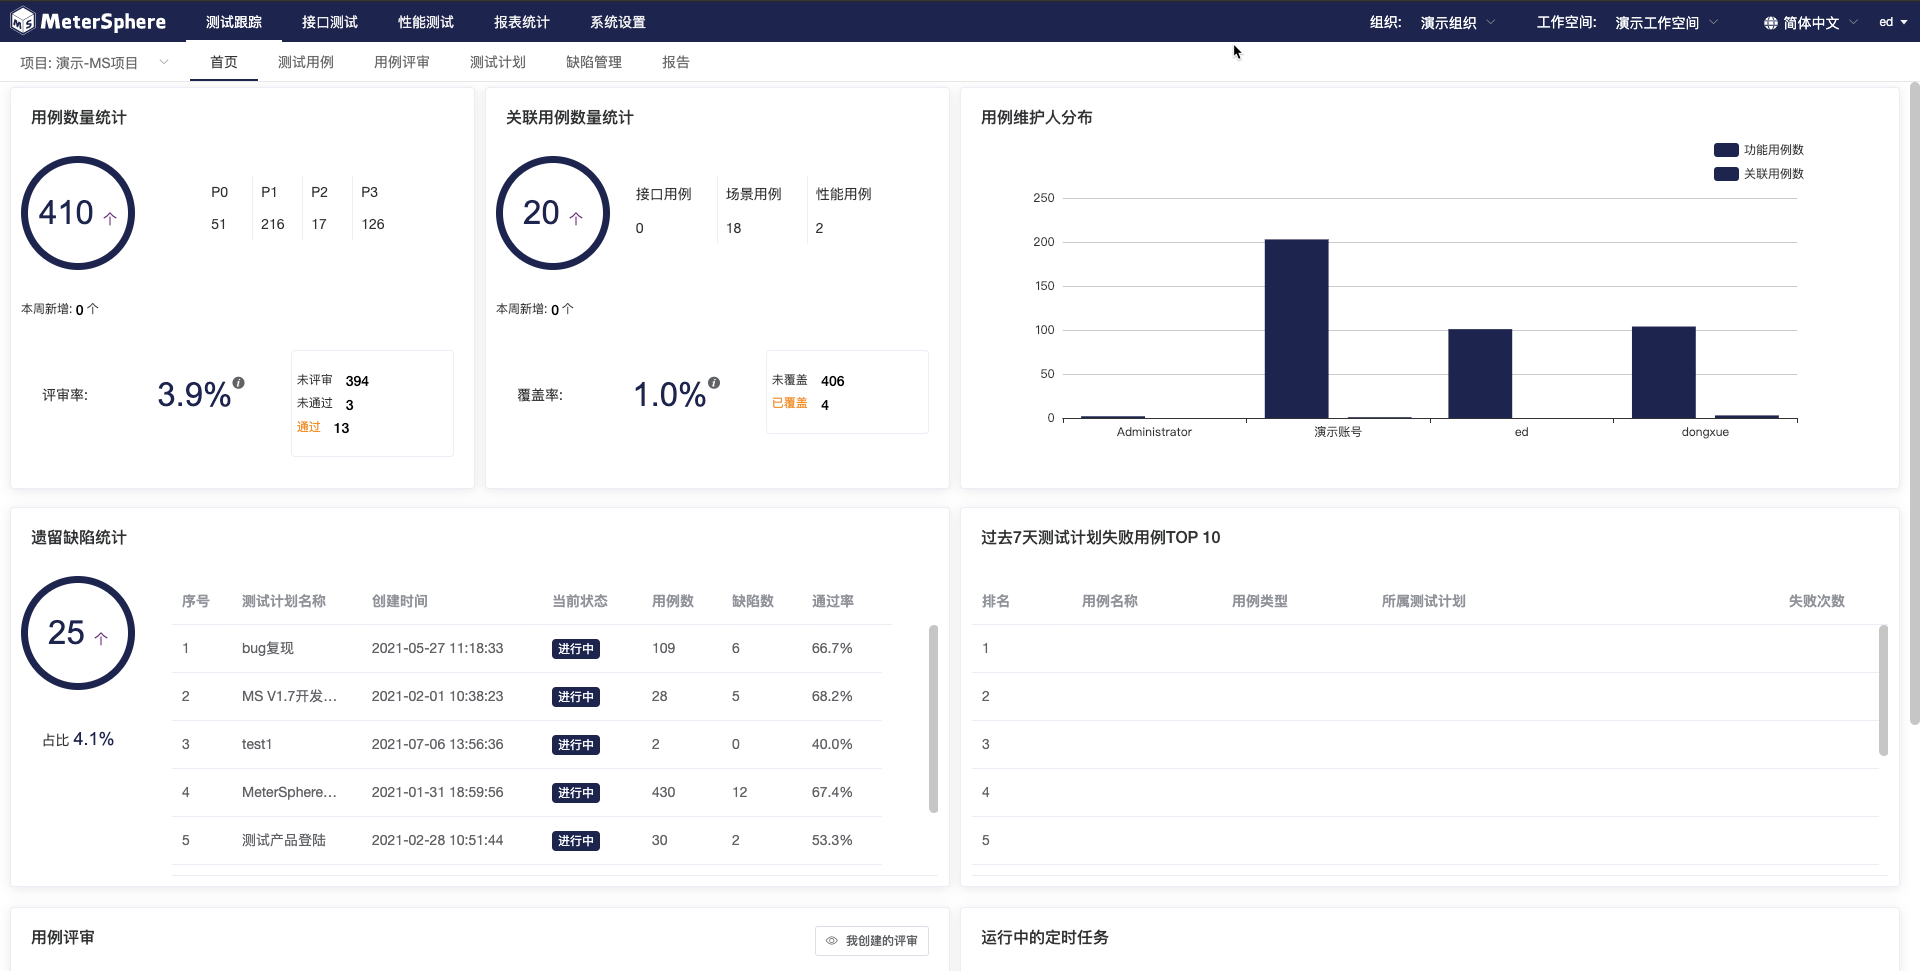 MeterSphere 测试跟踪 接口测试 性能测试 报表统计 系统设置 组织: 演示组织 工作空间: 演示工作空间 简体中文 ed
项目: 演示-MS项目 首页 测试用例 用例评审 测试计划 缺陷管理 报告
用例数量统计
410 个
P0 P1 P2 P3
51 216 17 126
本周新增: 0 个
评审率: 3.9%
未评审 394
未通过 3
通过 13
关联用例数量统计
20 个
接口用例 场景用例 性能用例
0 18 2
本周新增: 0 个
覆盖率: 1.0%
未覆盖 406
已覆盖 4
用例维护人分布
功能用例数
关联用例数
250
200
150
100
50
0
Administrator 演示账号 ed dongxue
遗留缺陷统计
25 个
占比 4.1%
序号 测试计划名称 创建时间 当前状态 用例数 缺陷数 通过率
1 bug复现 2021-05-27 11:18:33 进行中 109 6 66.7%
2 MS V1.7开发... 2021-02-01 10:38:23 进行中 28 5 68.2%
3 test1 2021-07-06 13:56:36 进行中 2 0 40.0%
4 MeterSphere... 2021-01-31 18:59:56 进行中 430 12 67.4%
5 测试产品登陆 2021-02-28 10:51:44 进行中 30 2 53.3%
过去7天测试计划失败用例TOP 10
排名 用例名称 用例类型 所属测试计划 失败次数
1
2
3
4
5
用例评审
我创建的评审
运行中的定时任务